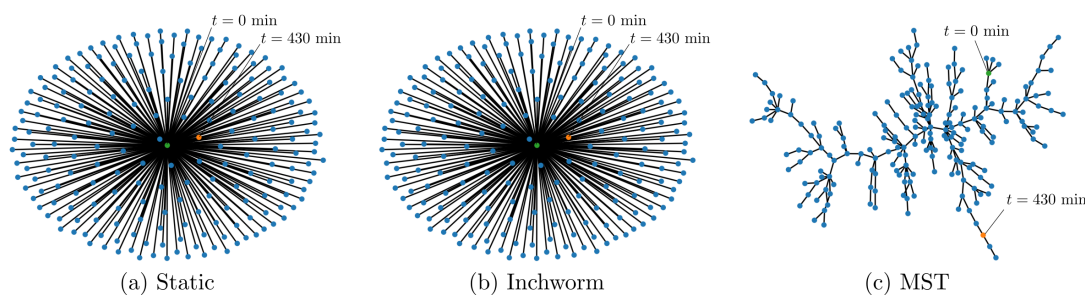 t = 0 min
t = 430 min
t = 0 min
t = 430 min
t = 0 min
t = 430 min
(a) Static
(b) Inchworm
(c) MST